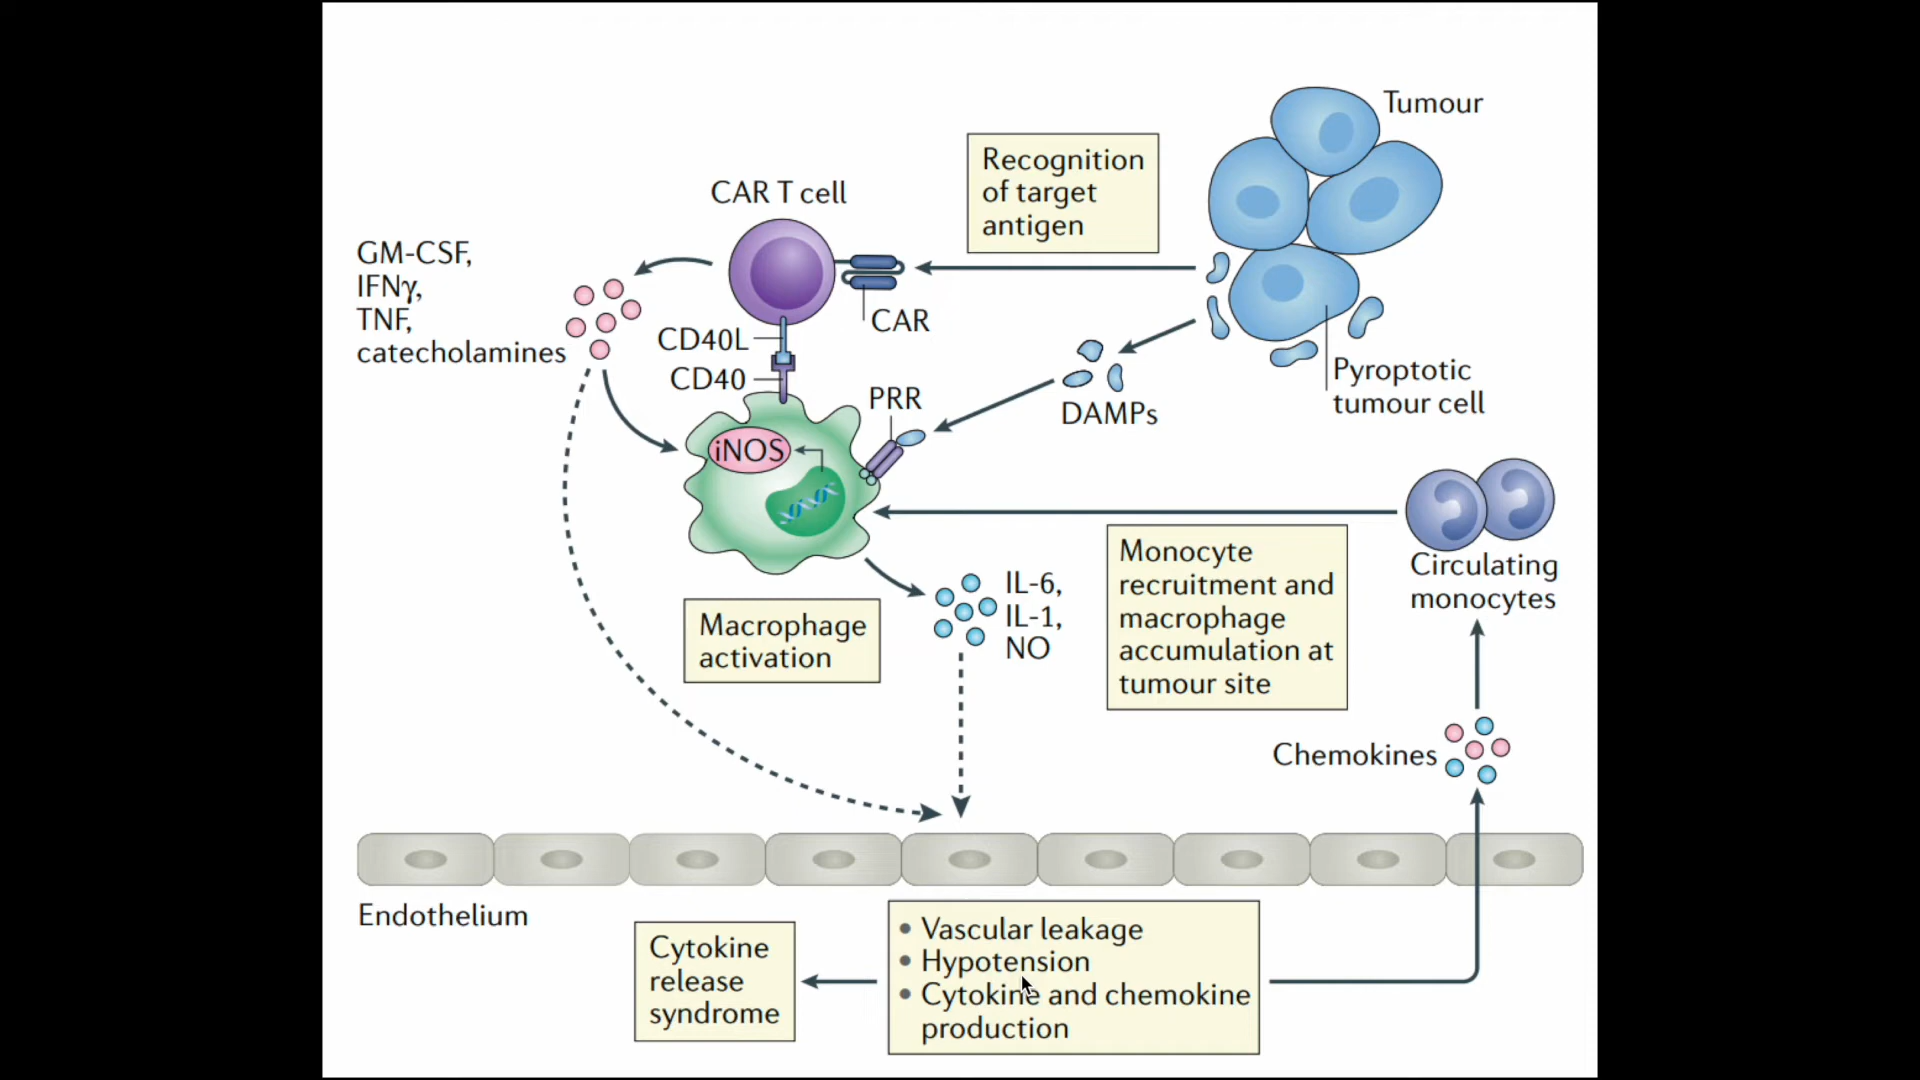 Tumour
Recognition
of target
antigen
CAR T cell
GM-CSF,
IFNγ,
TNF,
catecholamines
CAR
CD40L
CD40
PRR
DAMPs
Pyroptotic
tumour cell
iNOS
Monocyte
recruitment and
macrophage
accumulation at
tumour site
Circulating
monocytes
IL-6,
IL-1,
NO
Macrophage
activation
Chemokines
Endothelium
Cytokine
release
syndrome
• Vascular leakage
• Hypotension
• Cytokine and chemokine
production